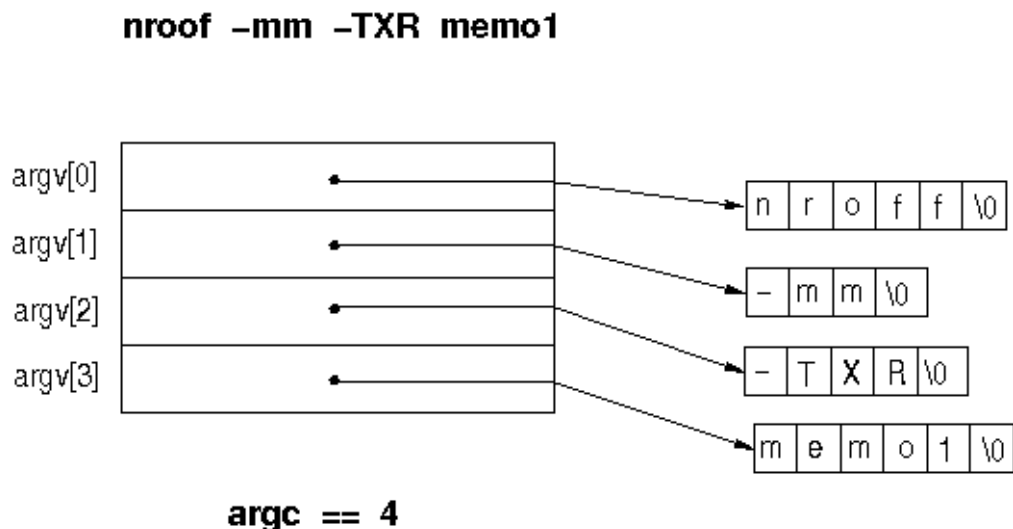 nroof –mm –TXR memo1
argv[0]
n r o f f \0
argv[1]
– m m \0
argv[2]
– T X R \0
argv[3]
m e m o 1 \0
argc == 4